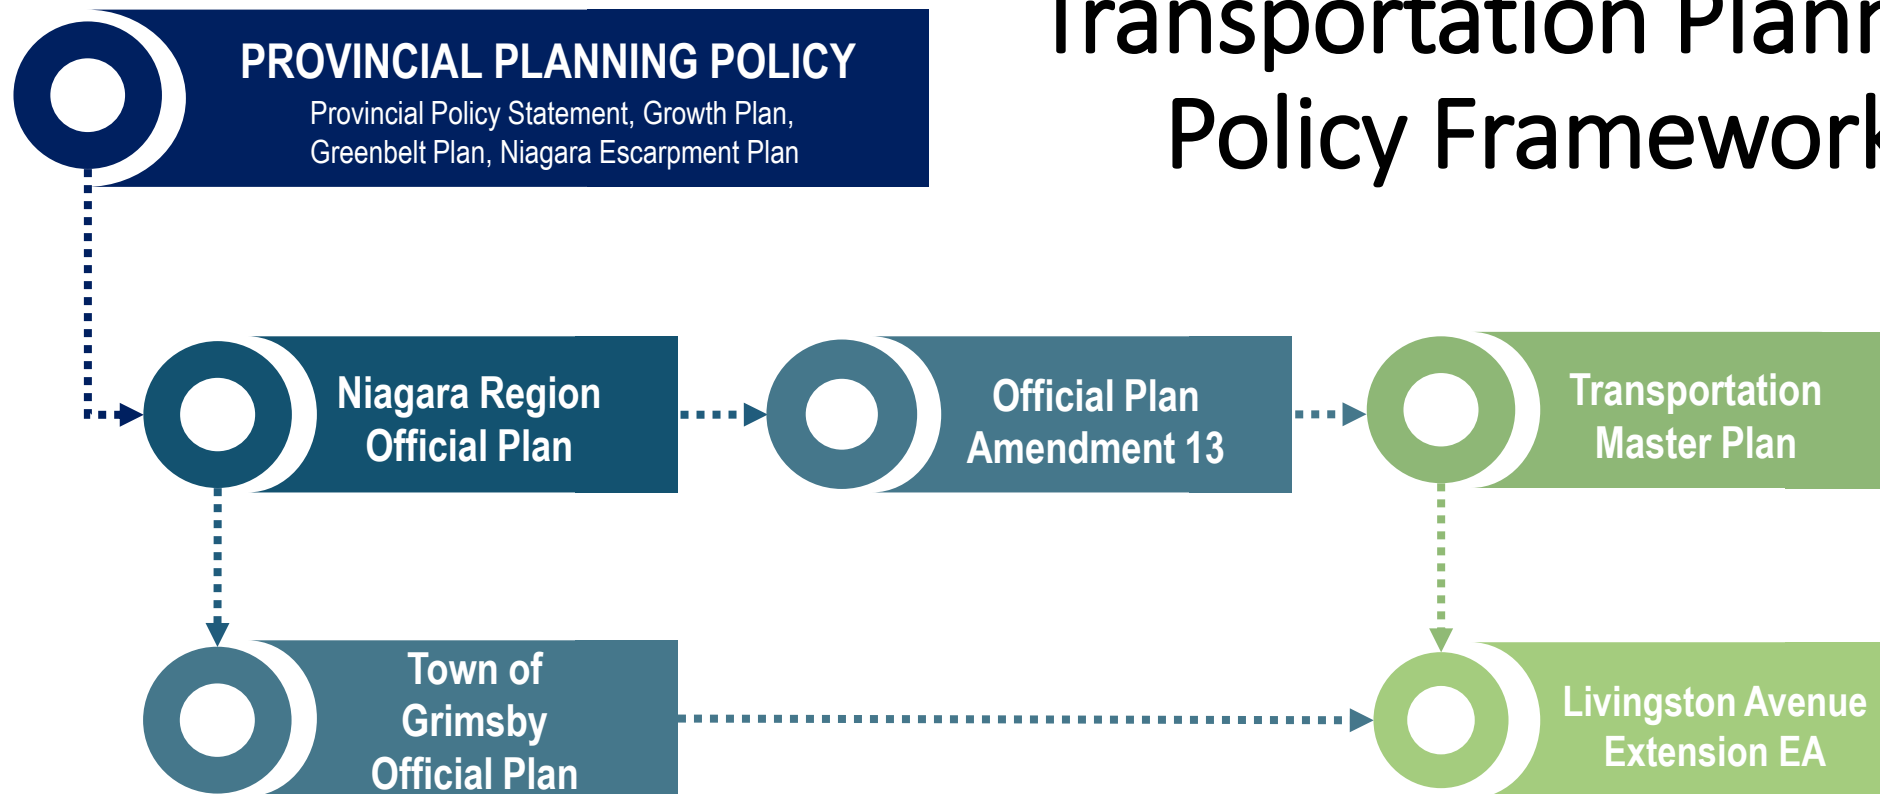 PROVINCIAL PLANNING POLICY
Provincial Policy Statement, Growth Plan,
Greenbelt Plan, Niagara Escarpment Plan
Transportation Plann
Policy Framework
Niagara Region
Official Plan
Official Plan
Amendment 13
Transportation
Master Plan
Town of
Grimsby
Official Plan
Livingston Avenue
Extension EA